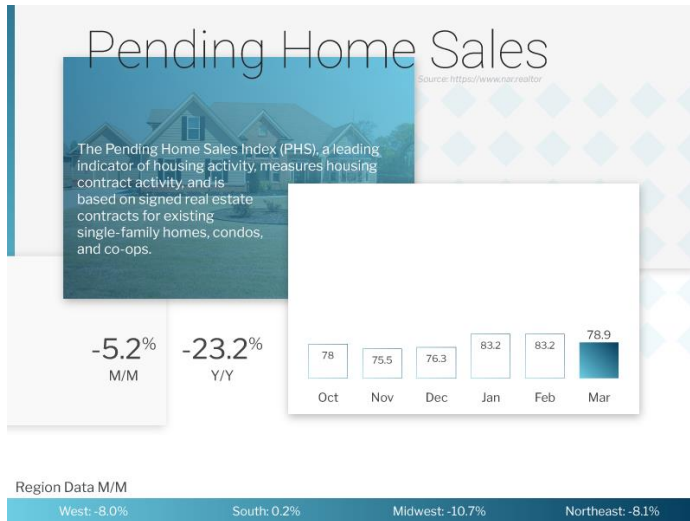 Pending Home Sales
Source: https://www.nar.realtor
The Pending Home Sales Index (PHS), a leading
indicator of housing activity, measures housing
contract activity, and is
based on signed real estate
contracts for existing
single-family homes, condos,
and co-ops.
-5.2%
M/M
-23.2%
Y/Y
78 75.5 76.3 83.2 83.2 78.9
Oct Nov Dec Jan Feb Mar
Region Data M/M
West: -8.0% South: 0.2% Midwest: -10.7% Northeast: -8.1%